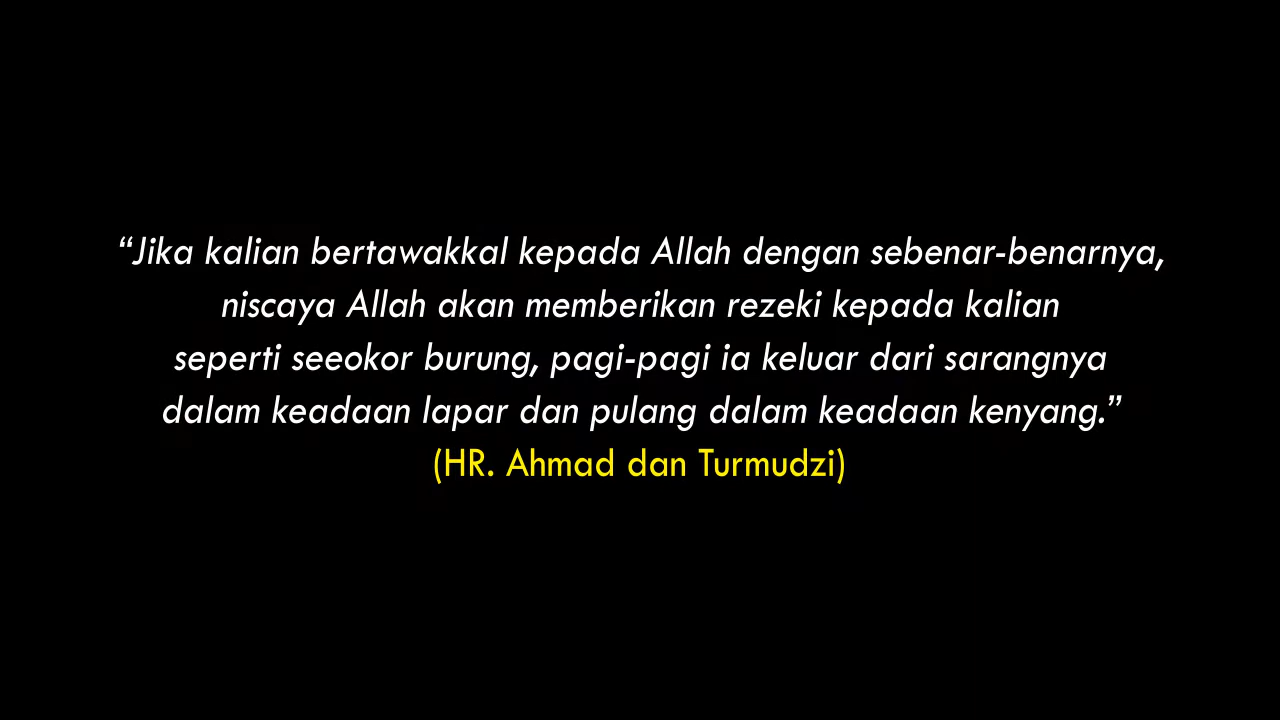 “Jika kalian bertawakkal kepada Allah dengan sebenar-benarnya,
niscaya Allah akan memberikan rezeki kepada kalian
seperti seeokor burung, pagi-pagi ia keluar dari sarangnya
dalam keadaan lapar dan pulang dalam keadaan kenyang.”
(HR. Ahmad dan Turmudzi)